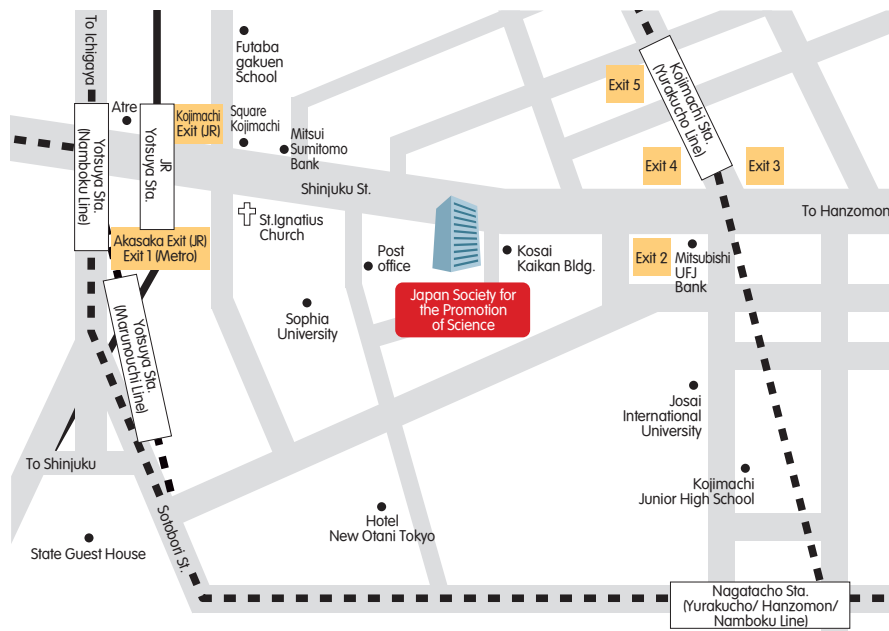 To Ichigaya
Futaba
gakuen
School
Kojimachi Sta.
(Yurakucho Line)
Exit 5
Atre
Kojimachi
Exit (JR)
Square
Kojimachi
Mitsui
Sumitomo
Bank
Yotsuya Sta.
(Namboku Line)
JR
Yotsuya Sta.
Exit 4
Exit 3
Shinjuku St.
To Hanzomon
St.Ignatius
Church
Akasaka Exit (JR)
Exit 1 (Metro)
Post
office
Kosai
Kaikan Bldg.
Exit 2
Mitsubishi
UFJ
Bank
Yotsuya Sta.
(Marunouchi Line)
Sophia
University
Japan Society for
the Promotion
of Science
Josai
International
University
To Shinjuku
Kojimachi
Junior High School
Sotobori St.
Hotel
New Otani Tokyo
State Guest House
Nagatacho Sta.
(Yurakucho/ Hanzomon/
Namboku Line)